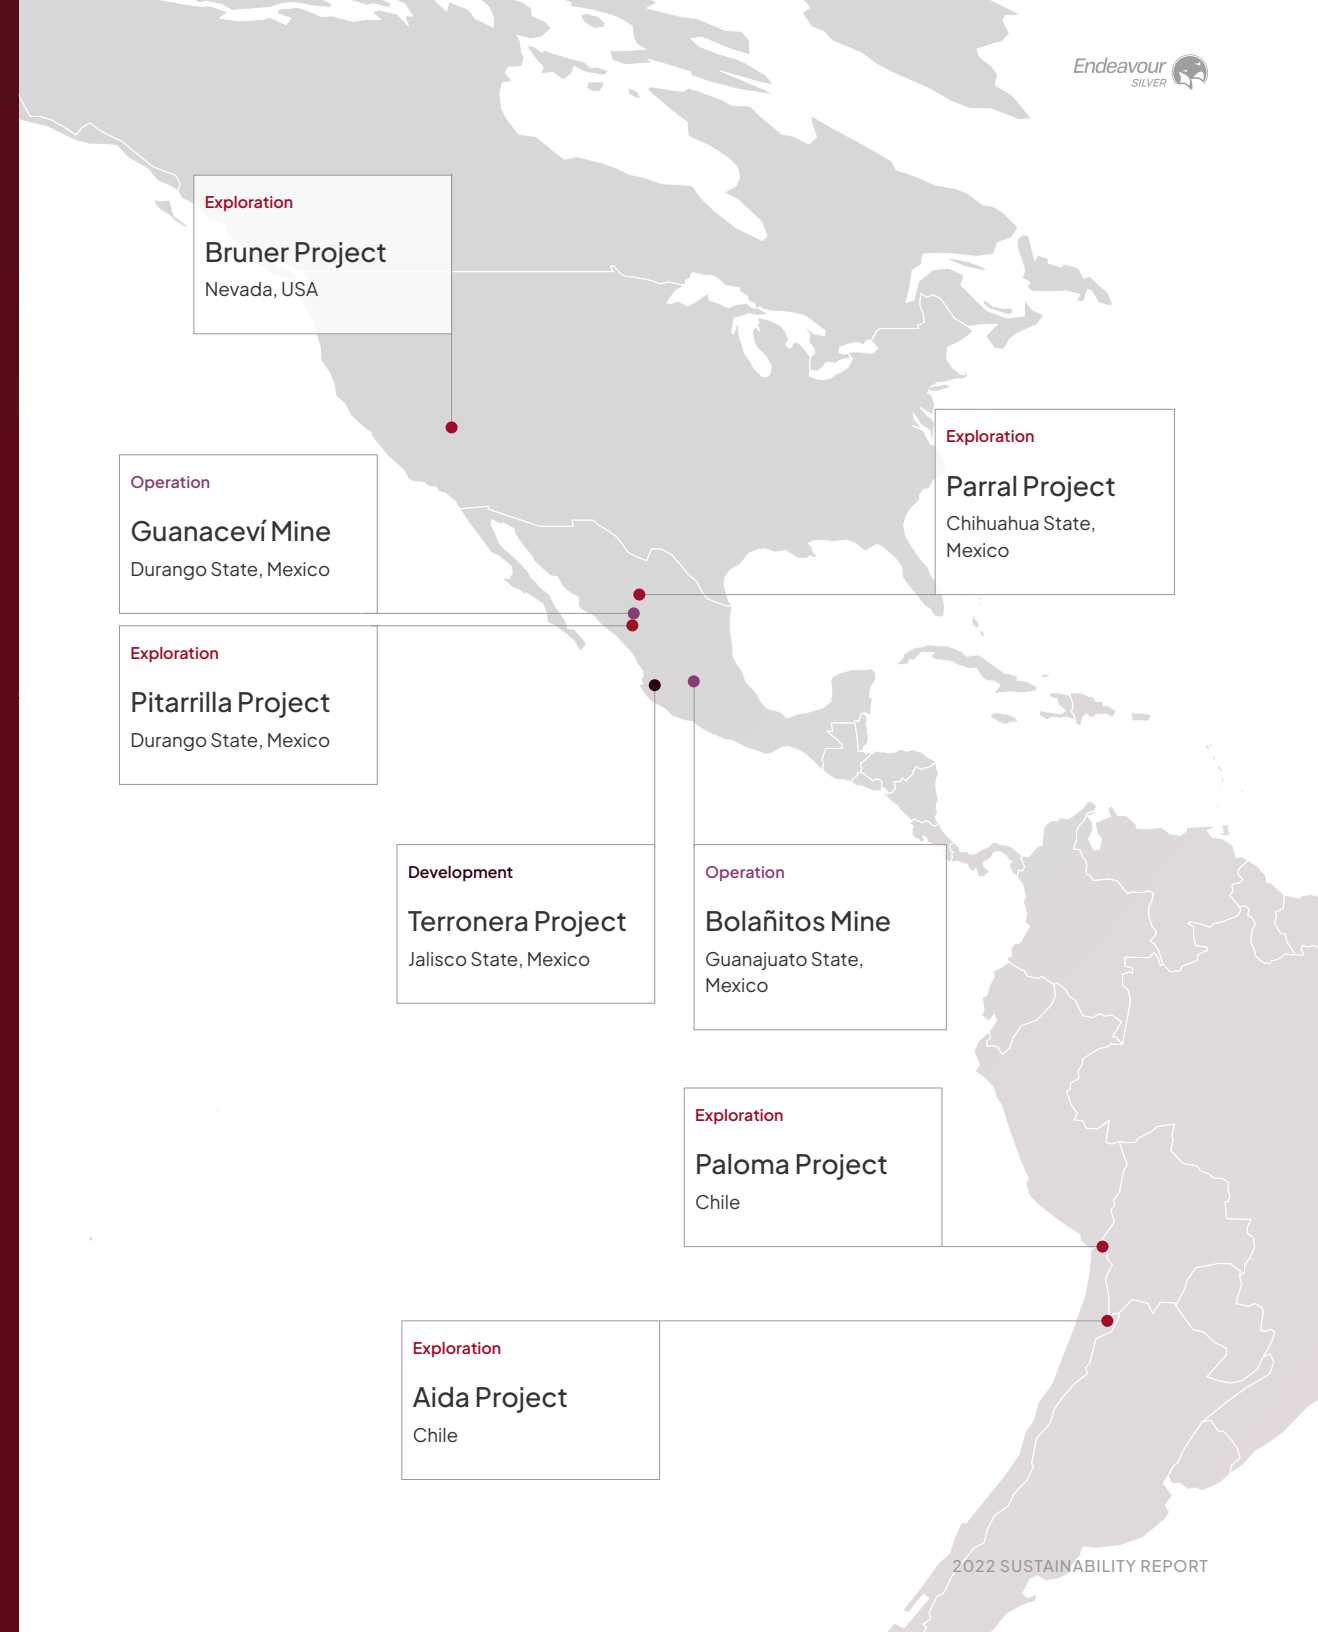 Endeavour
SILVER
Exploration
Bruner Project
Nevada, USA
Exploration
Parral Project
Chihuahua State,
Mexico
Operation
Guanaceví Mine
Durango State, Mexico
Exploration
Pitarrilla Project
Durango State, Mexico
Development
Terronera Project
Jalisco State, Mexico
Operation
Bolañitos Mine
Guanajuato State,
Mexico
Exploration
Paloma Project
Chile
Exploration
Aida Project
Chile
2022 SUSTAINABILITY REPORT